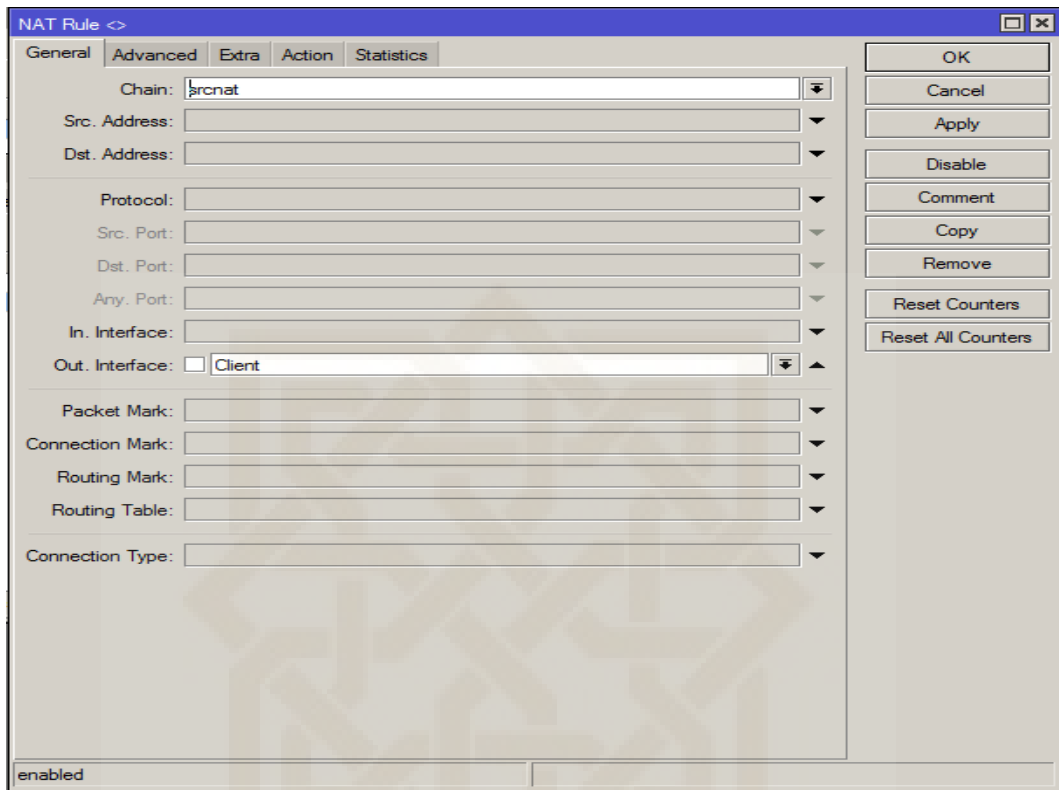 NAT Rule <>
General Advanced Extra Action Statistics
Chain: srcnat
Src. Address:
Dst. Address:
Protocol:
Src. Port:
Dst. Port:
Any. Port:
In. Interface:
Out. Interface: Client
Packet Mark:
Connection Mark:
Routing Mark:
Routing Table:
Connection Type:
OK
Cancel
Apply
Disable
Comment
Copy
Remove
Reset Counters
Reset All Counters
enabled